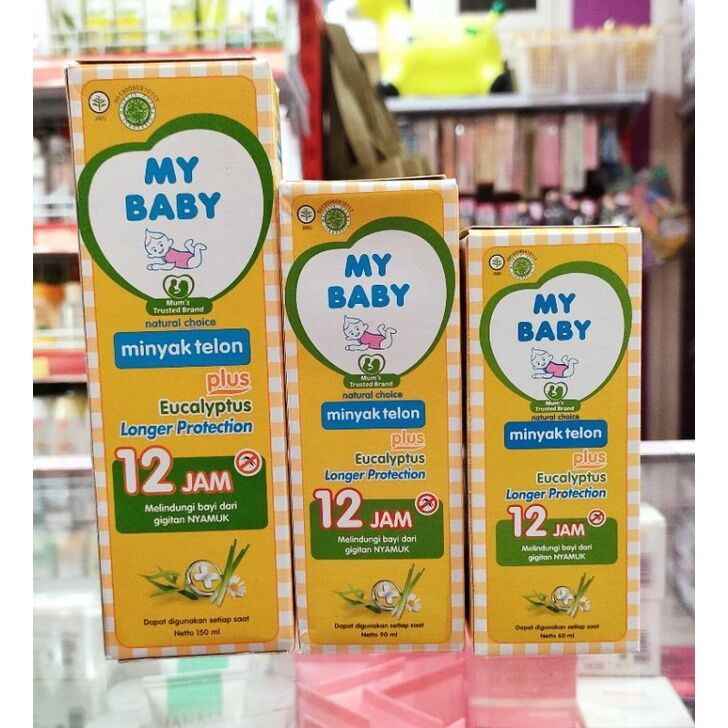 JAMU
MY
BABY
Mum's
Trusted Brand
natural choice
minyak telon
plus
Eucalyptus
Longer Protection
12 JAM
Melindungi bayi dari
gigitan NYAMUK
Dapat digunakan setiap saat
Netto 150 ml
JAMU
MY
BABY
Mum's
Trusted Brand
natural choice
minyak telon
plus
Eucalyptus
Longer Protection
12 JAM
Melindungi bayi dari
gigitan NYAMUK
Dapat digunakan setiap saat
Netto 90 ml
JAMU
MY
BABY
Mum's
Trusted Brand
natural choice
minyak telon
plus
Eucalyptus
Longer Protection
12 JAM
Melindungi bayi dari
gigitan NYAMUK
Dapat digunakan setiap saat
Netto 60 ml